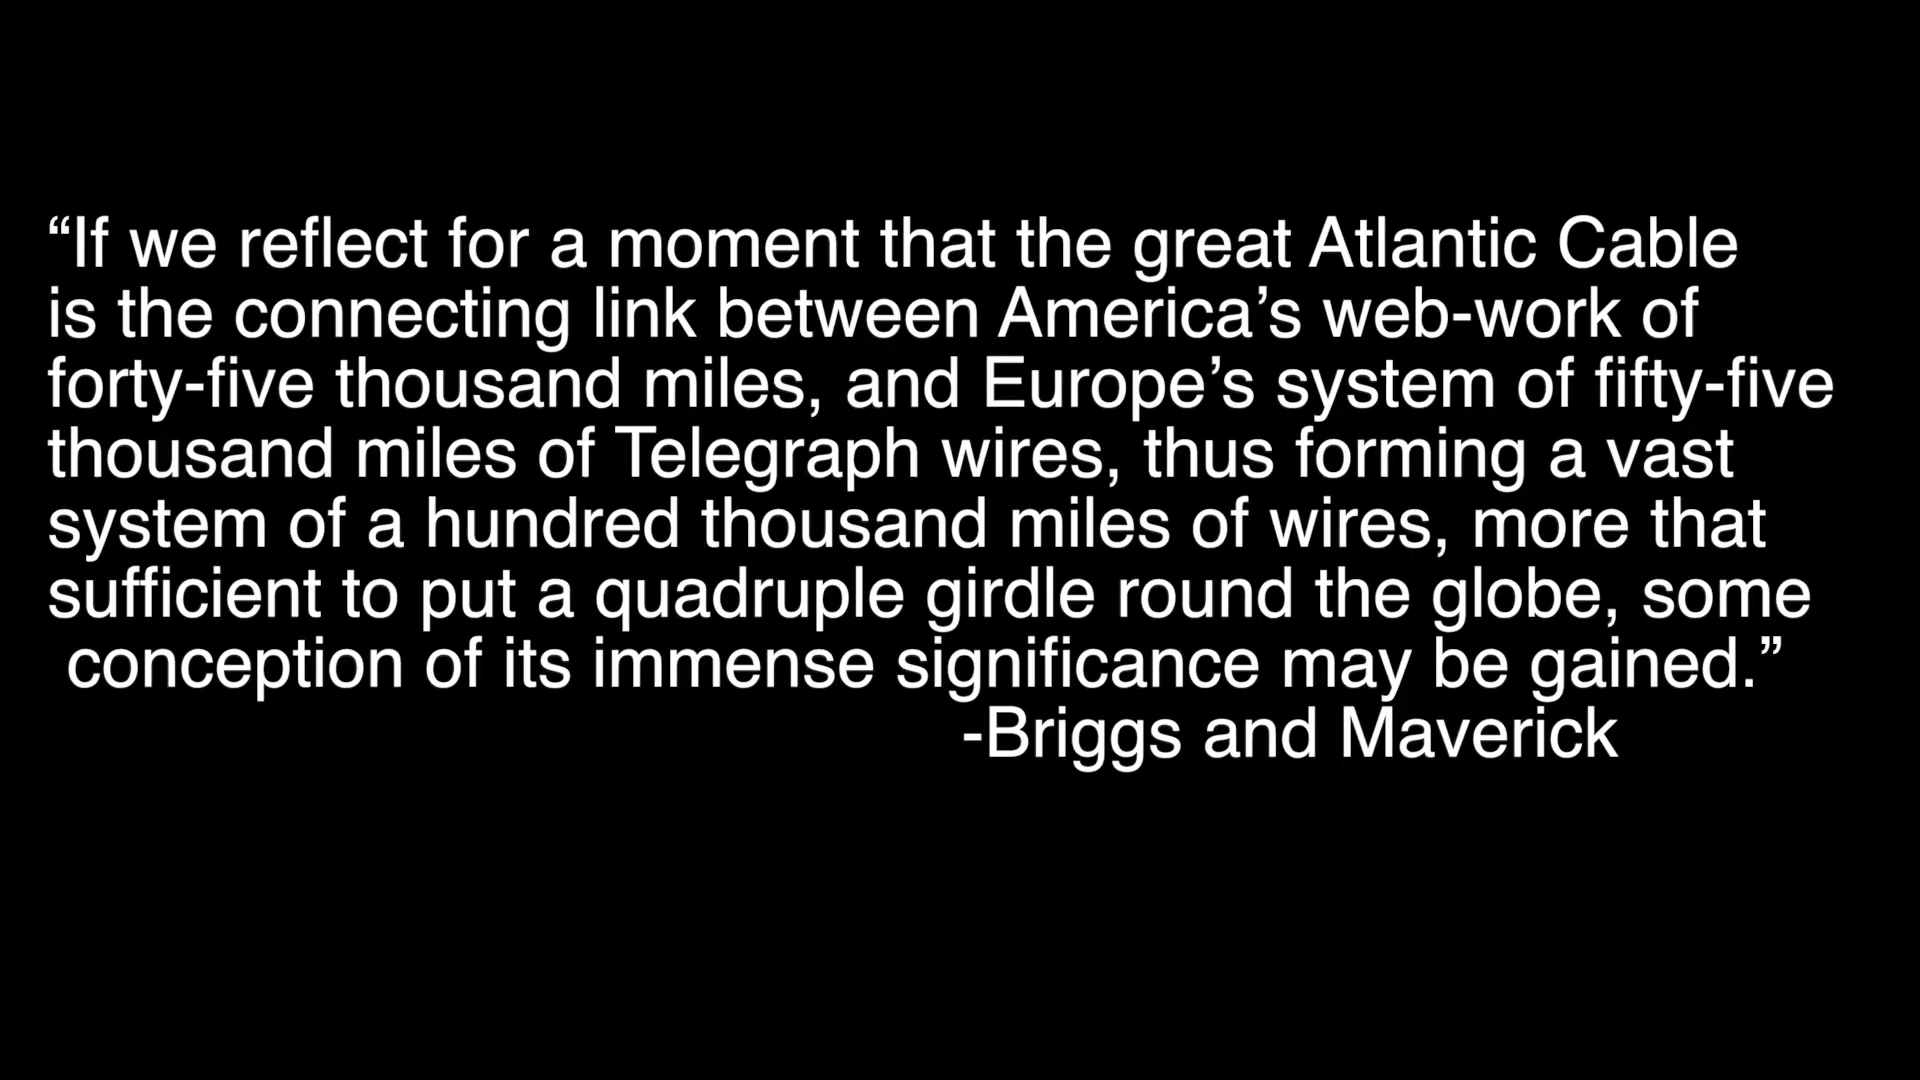 “If we reflect for a moment that the great Atlantic Cable
is the connecting link between America’s web-work of
forty-five thousand miles, and Europe’s system of fifty-five
thousand miles of Telegraph wires, thus forming a vast
system of a hundred thousand miles of wires, more that
sufficient to put a quadruple girdle round the globe, some
conception of its immense significance may be gained.”
-Briggs and Maverick